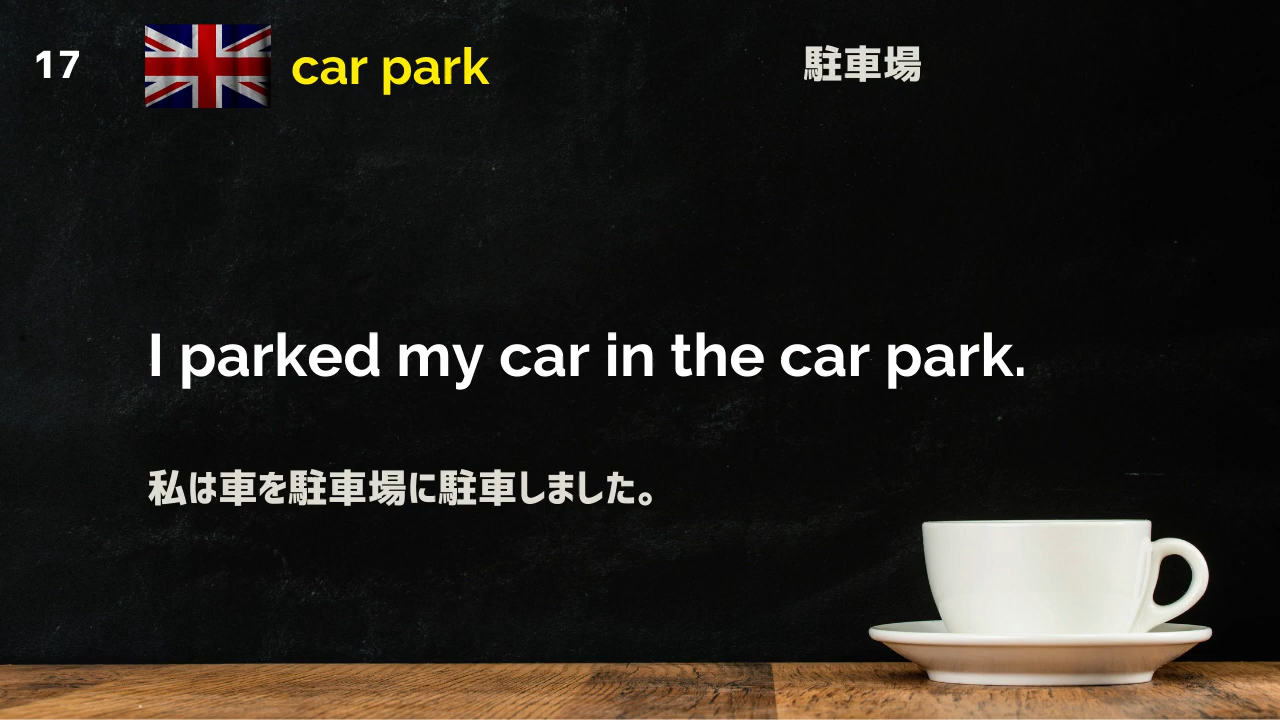 17
car park
駐車場
I parked my car in the car park.
私は車を駐車場に駐車しました。